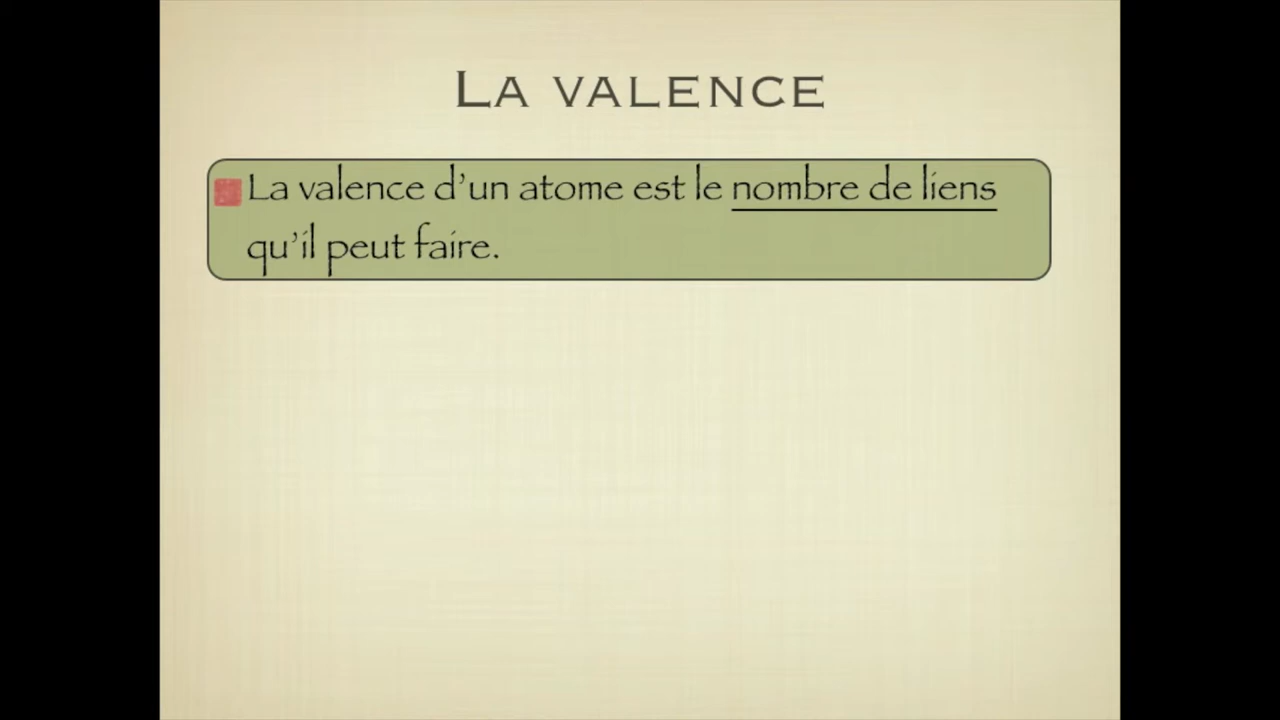 La valence
La valence d'un atome est le nombre de liens
qu'il peut faire.